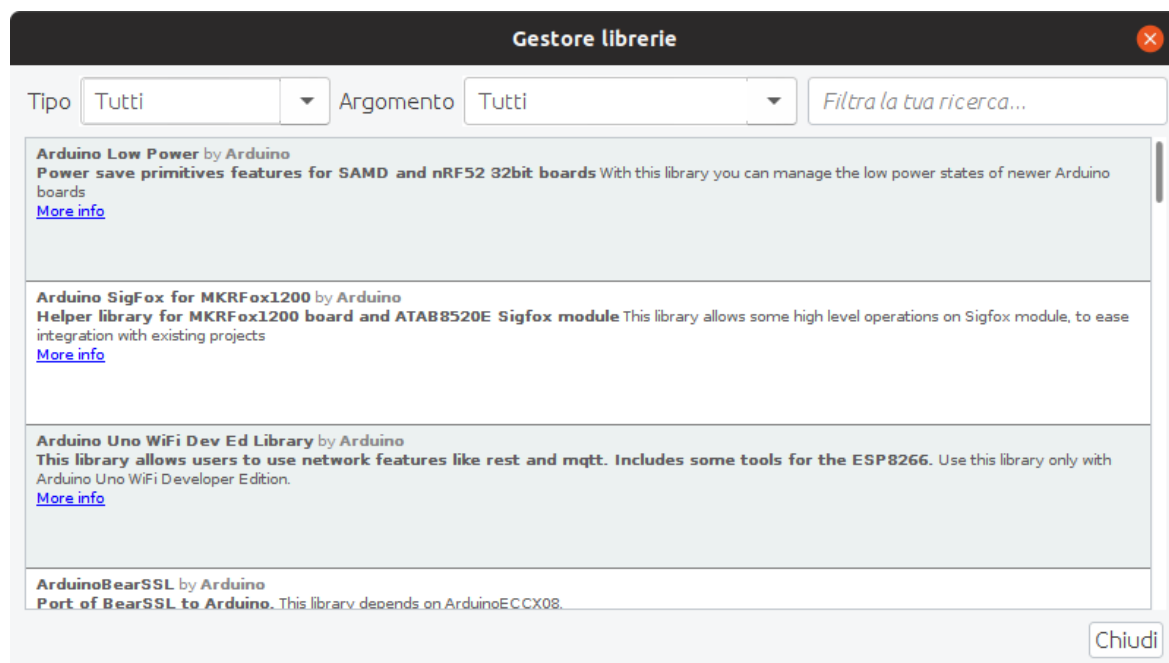 Gestore librerie
Tipo Tutti Argomento Tutti Filtra la tua ricerca...
Arduino Low Power by Arduino
Power save primitives features for SAMD and nRF52 32bit boards With this library you can manage the low power states of newer Arduino
boards
More info
Arduino SigFox for MKRFox1200 by Arduino
Helper library for MKRFox1200 board and ATAB8520E Sigfox module This library allows some high level operations on Sigfox module, to ease
integration with existing projects
More info
Arduino Uno WiFi Dev Ed Library by Arduino
This library allows users to use network features like rest and mqtt. Includes some tools for the ESP8266. Use this library only with
Arduino Uno WiFi Developer Edition.
More info
ArduinoBearSSL by Arduino
Port of BearSSL to Arduino. This library depends on ArduinoECCX08.
Chiudi